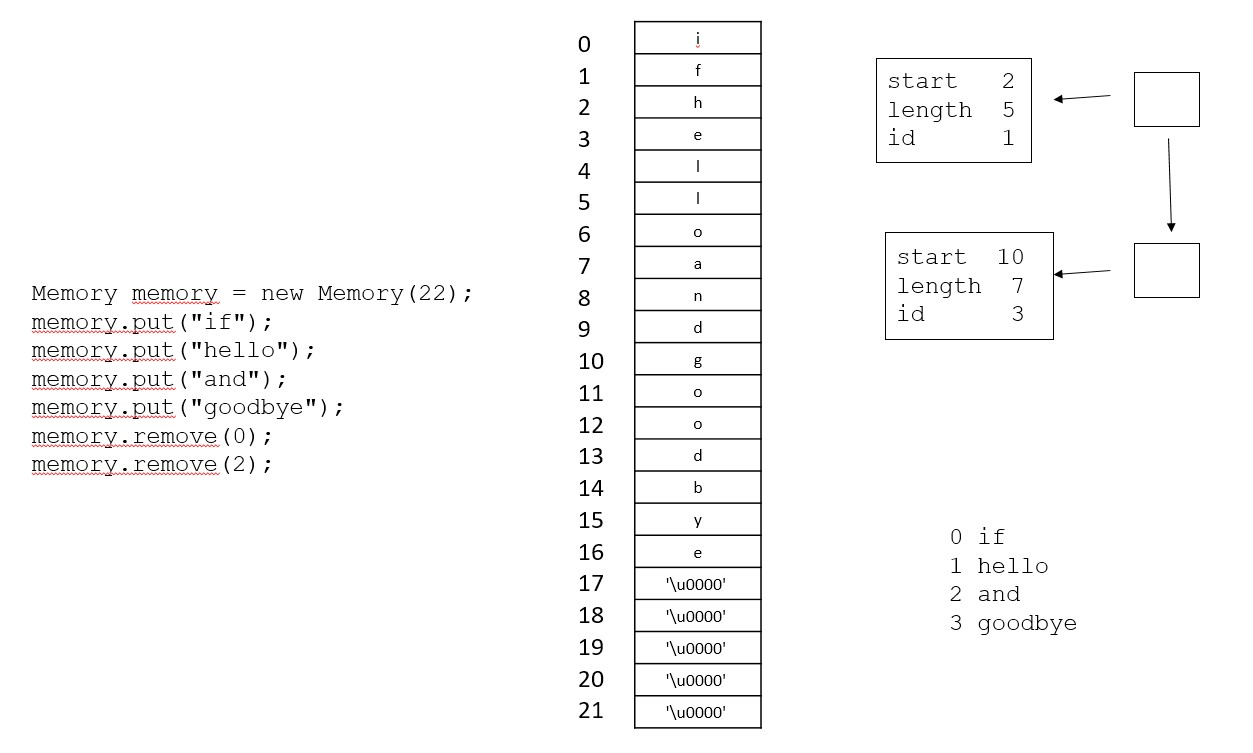 Memory memory = new Memory(22);
memory.put("if");
memory.put("hello");
memory.put("and");
memory.put("goodbye");
memory.remove(0);
memory.remove(2);
0 i
1 f
2 h
3 e
4 l
5 l
6 o
7 a
8 n
9 d
10 g
11 o
12 o
13 d
14 b
15 y
16 e
17 '\u0000'
18 '\u0000'
19 '\u0000'
20 '\u0000'
21 '\u0000'
start 2
length 5
id 1
start 10
length 7
id 3
0 if
1 hello
2 and
3 goodbye